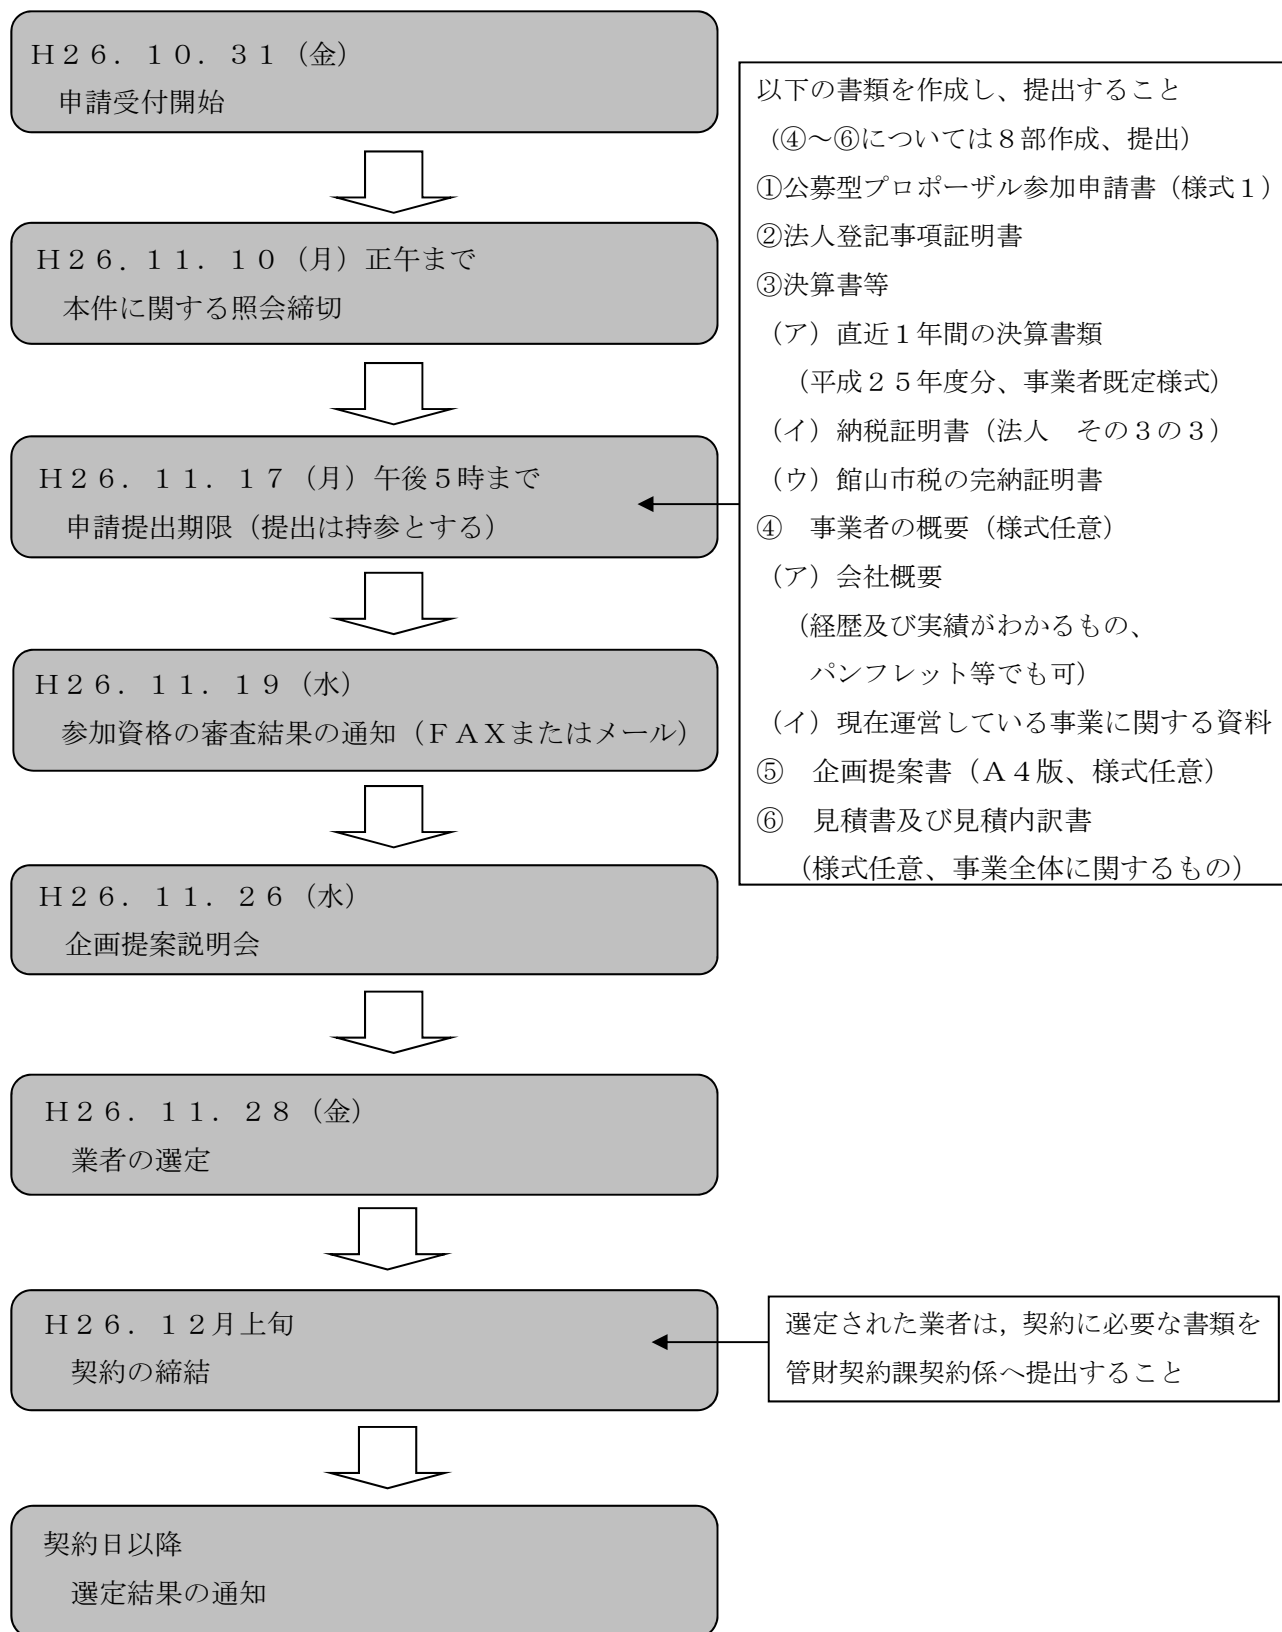 Ｈ２６．１０．３１（金）
申請受付開始
Ｈ２６．１１．１０（月）正午まで
本件に関する照会締切
Ｈ２６．１１．１７（月）午後５時まで
申請提出期限（提出は持参とする）
以下の書類を作成し、提出すること
（④～⑥については８部作成、提出）
①公募型プロポーザル参加申請書（様式１）
②法人登記事項証明書
③決算書等
（ア）直近１年間の決算書類
（平成２５年度分、事業者既定様式）
（イ）納税証明書（法人　その３の３）
（ウ）館山市税の完納証明書
④　事業者の概要（様式任意）
（ア）会社概要
（経歴及び実績がわかるもの、
パンフレット等でも可）
（イ）現在運営している事業に関する資料
⑤　企画提案書（Ａ４版、様式任意）
⑥　見積書及び見積内訳書
（様式任意、事業全体に関するもの）
Ｈ２６．１１．１９（水）
参加資格の審査結果の通知（ＦＡＸまたはメール）
Ｈ２６．１１．２６（水）
企画提案説明会
Ｈ２６．１１．２８（金）
業者の選定
Ｈ２６．１２月上旬
契約の締結
選定された業者は，契約に必要な書類を
管財契約課契約係へ提出すること
契約日以降
選定結果の通知